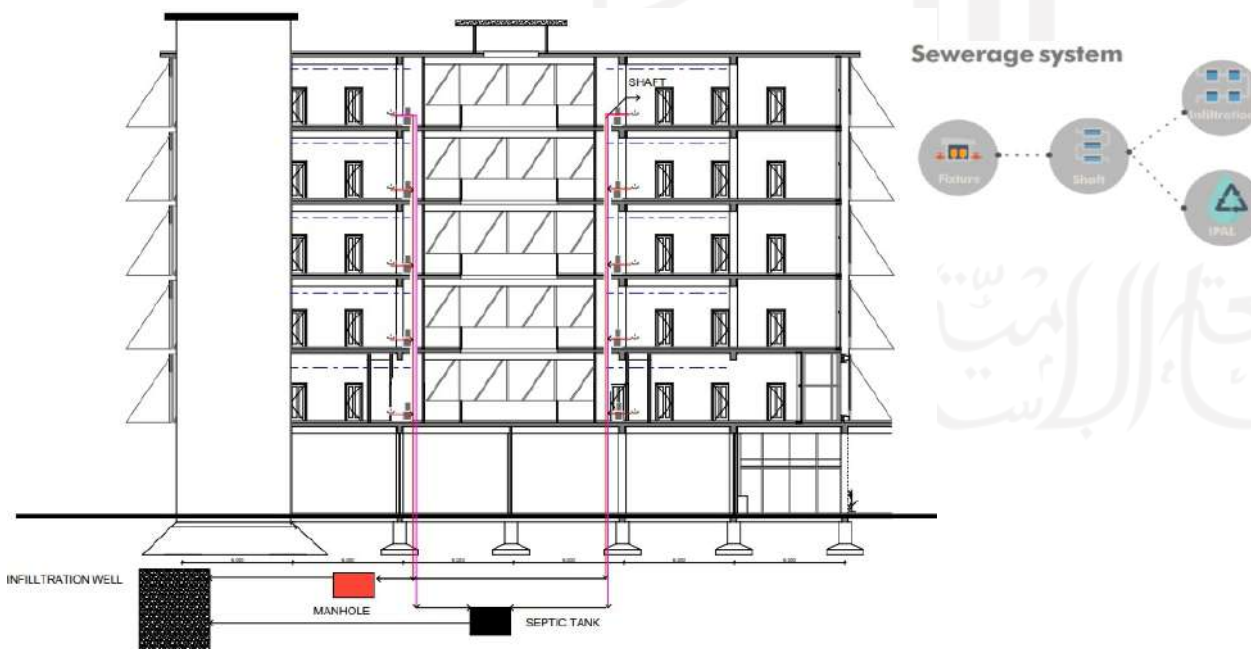 Sewerage system
SHAFT
Infiltration
Fixture
Shaft
IPAL
INFILLTRATION WELL
MANHOLE
SEPTIC TANK